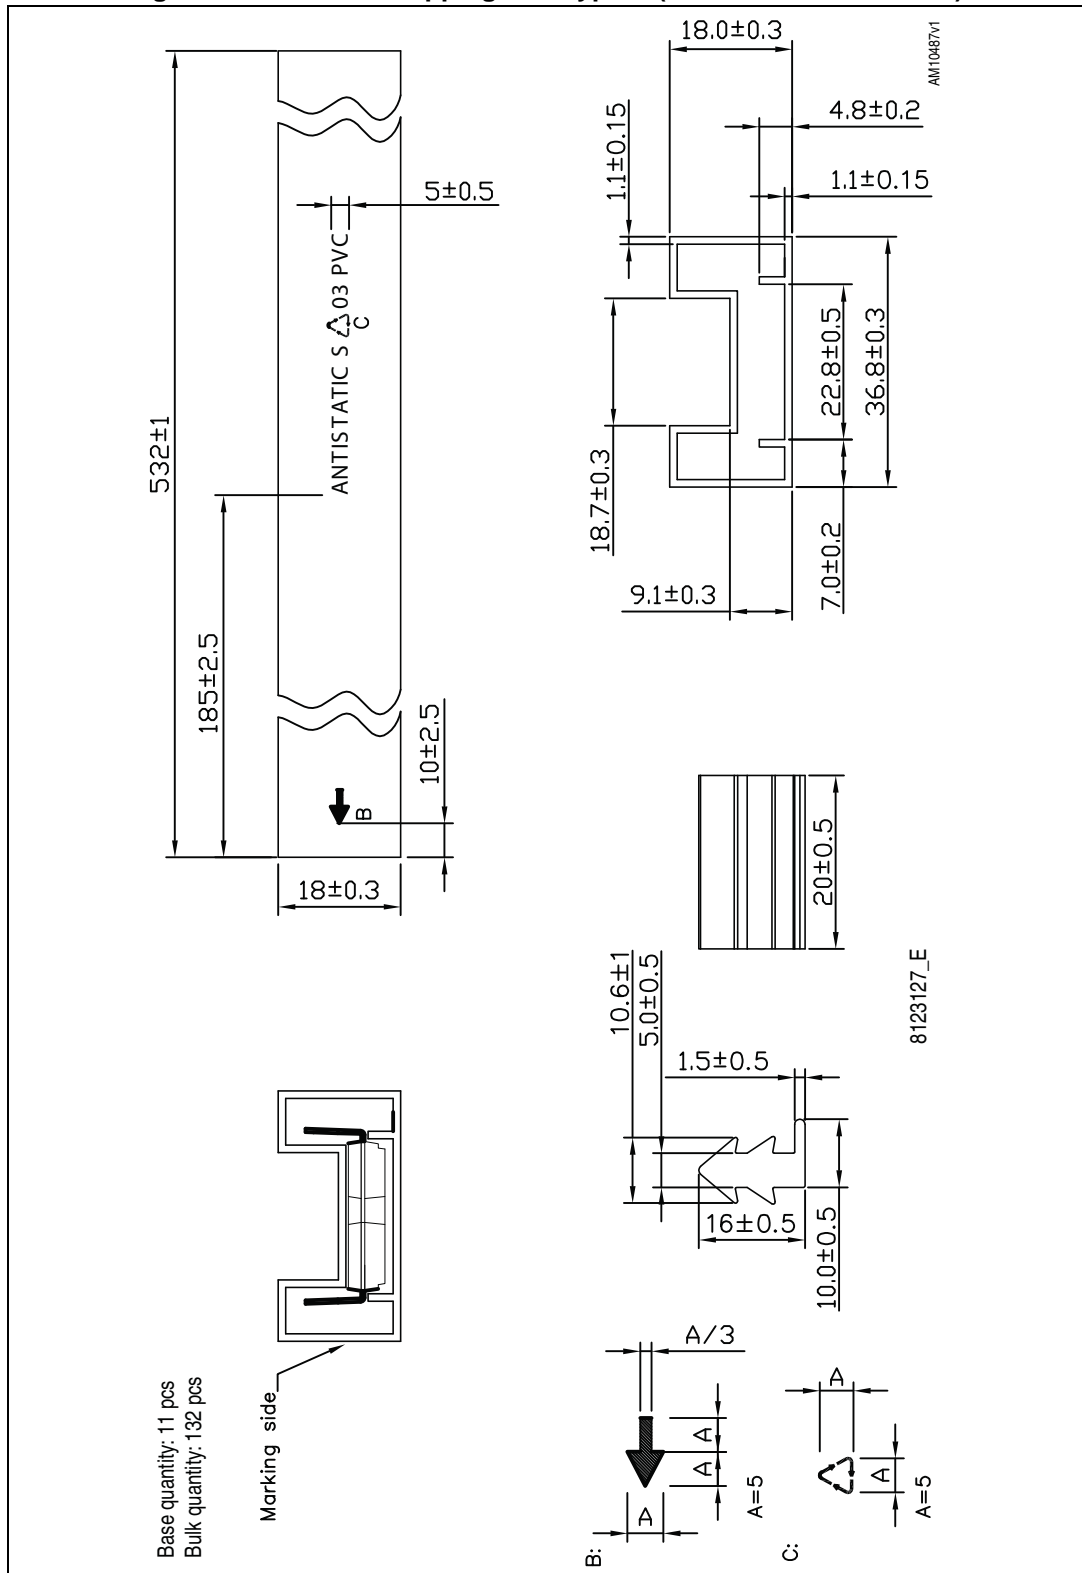 18.0±0.3
AM10487v1
4.8±0.2
1.1±0.15
1.1±0.15
5±0.5
ANTISTATIC S 03 PVC
C
532±1
185±2.5
10±2.5
B
18±0.3
22.8±0.5
36.8±0.3
18.7±0.3
9.1±0.3
7.0±0.2
20±0.5
10.6±1
5.0±0.5
1.5±0.5
16±0.5
10.0±0.5
8123127_E
Base quantity: 11 pcs
Bulk quantity: 132 pcs
Marking side
A/3
A
A
A
A=5
B:
A
A
A=5
C: